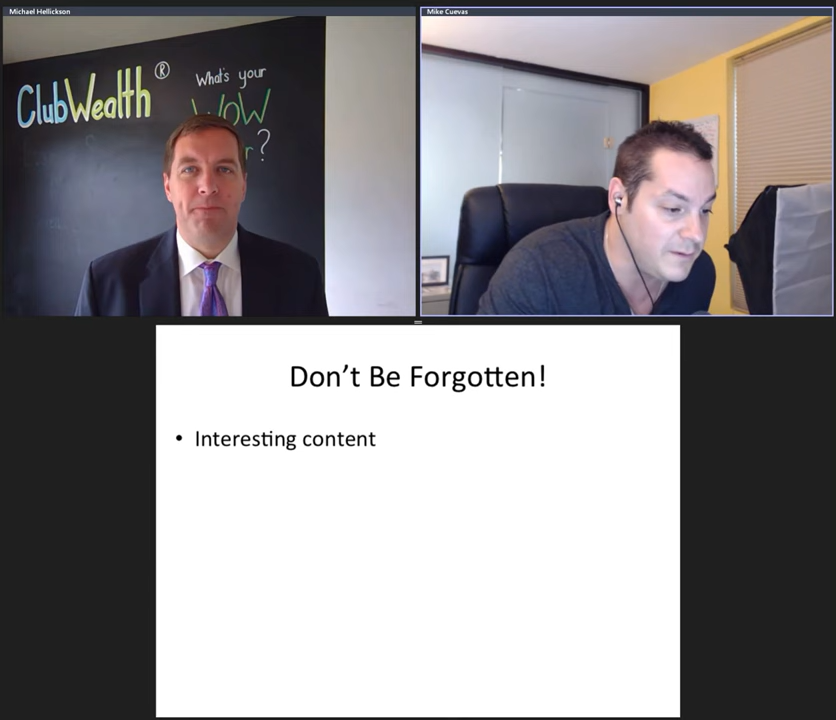 Michael Hellickson
Mike Cuevas
ClubWealth®
What's your
WOW
r?
Don't Be Forgotten!
• Interesting content